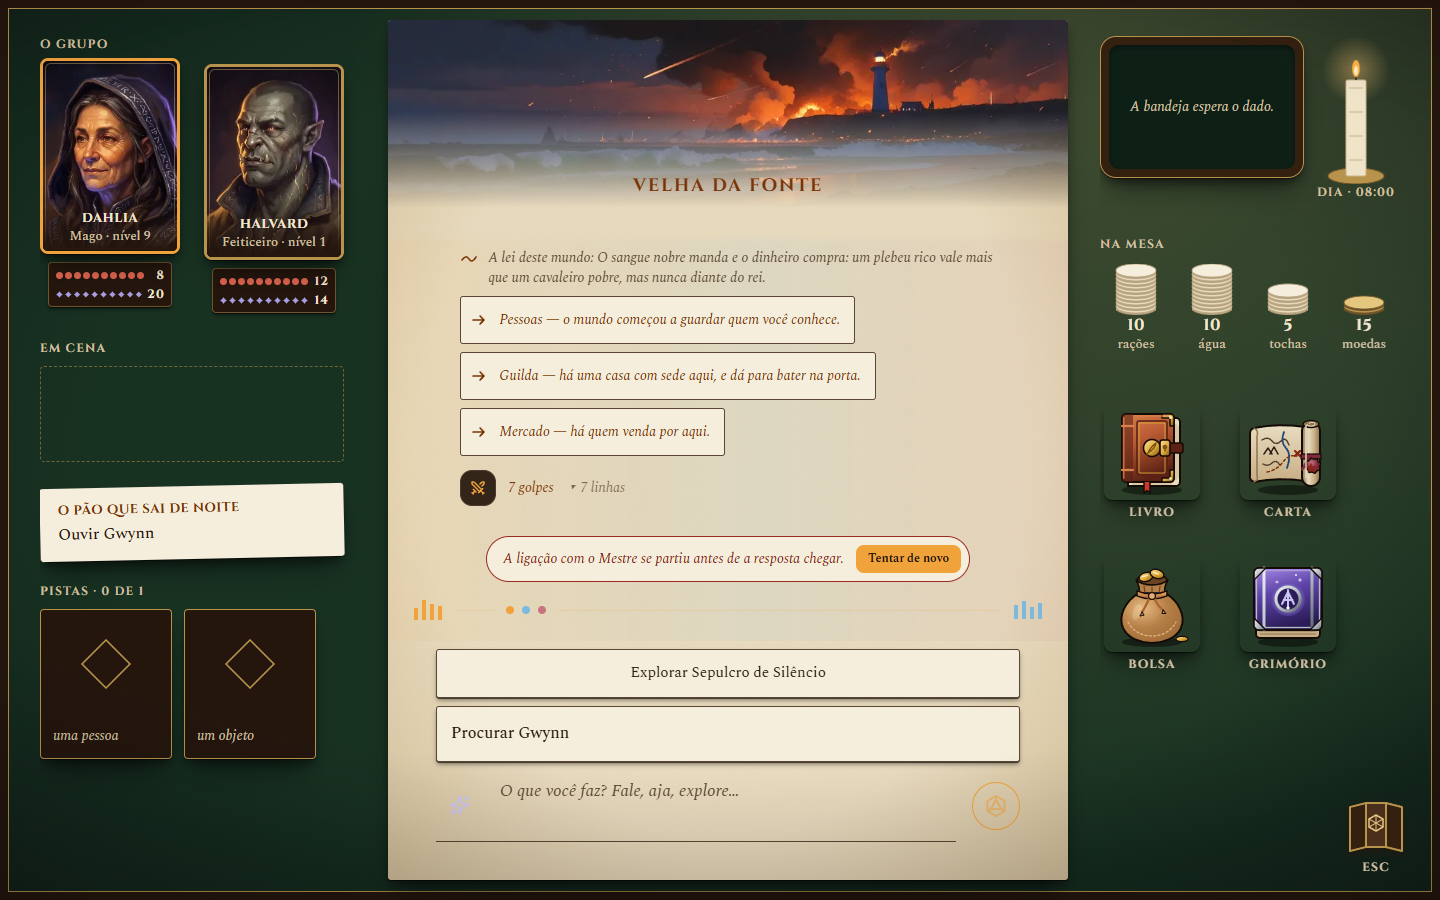 O GRUPO
DAHLIA
Mago · nível 9
8
20
HALVARD
Feiticeiro · nível 1
12
14
EM CENA
O PÃO QUE SAI DE NOITE
Ouvir Gwynn
PISTAS · 0 DE 1
uma pessoa
um objeto
VELHA DA FONTE
A lei deste mundo: O sangue nobre manda e o dinheiro compra: um plebeu rico vale mais
que um cavaleiro pobre, mas nunca diante do rei.
Pessoas — o mundo começou a guardar quem você conhece.
Guilda — há uma casa com sede aqui, e dá para bater na porta.
Mercado — há quem venda por aqui.
7 golpes
7 linhas
A ligação com o Mestre se partiu antes de a resposta chegar.
Tentar de novo
Explorar Sepulcro de Silêncio
Procurar Gwynn
O que você faz? Fale, aja, explore...
A bandeja espera o dado.
DIA · 08:00
NA MESA
10
rações
10
água
5
tochas
15
moedas
LIVRO
CARTA
BOLSA
GRIMÓRIO
ESC